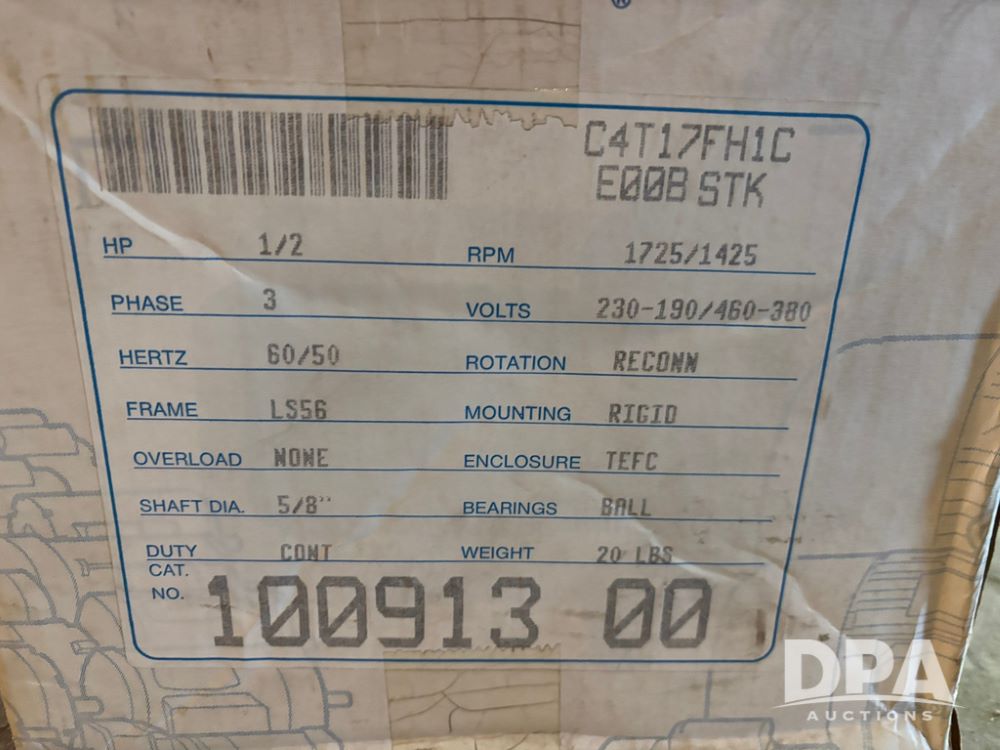 ®
C4T17FH1C
E00B STK
HP 1/2 RPM 1725/1425
PHASE 3 VOLTS 230-190/460-380
HERTZ 60/50 ROTATION RECONN
FRAME LS56 MOUNTING RIGID
OVERLOAD NONE ENCLOSURE TEFC
SHAFT DIA. 5/8" BEARINGS BALL
DUTY CONT WEIGHT 20 LBS
CAT.
NO. 100913 00
DPA
AUCTIONS